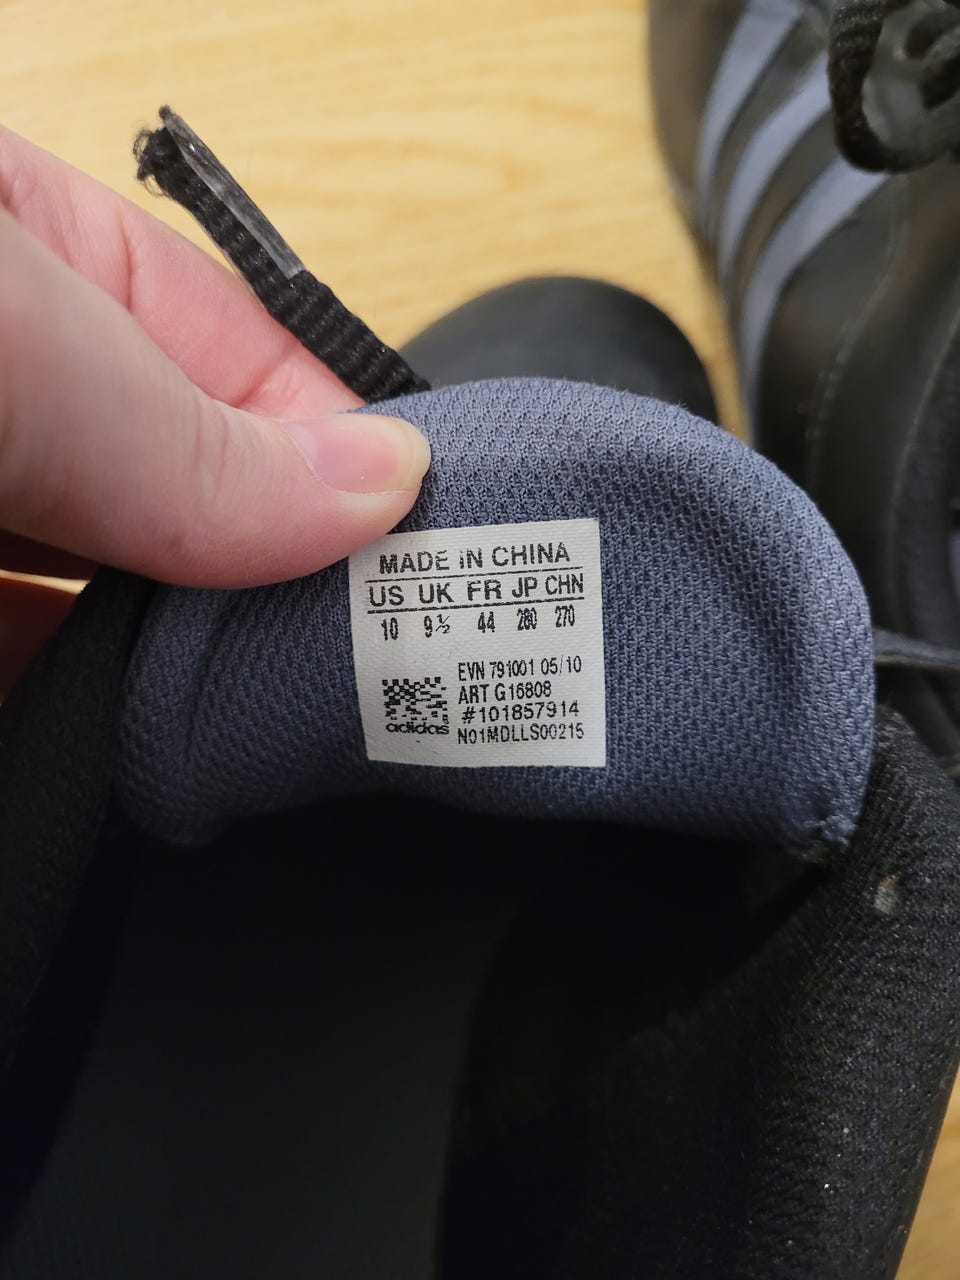 MADE IN CHINA
US UK FR JP CHN
10 9½ 44 280 270
EVN 791001 05/10
ART G16808
#101857914
N01MDLLS00215
adidas